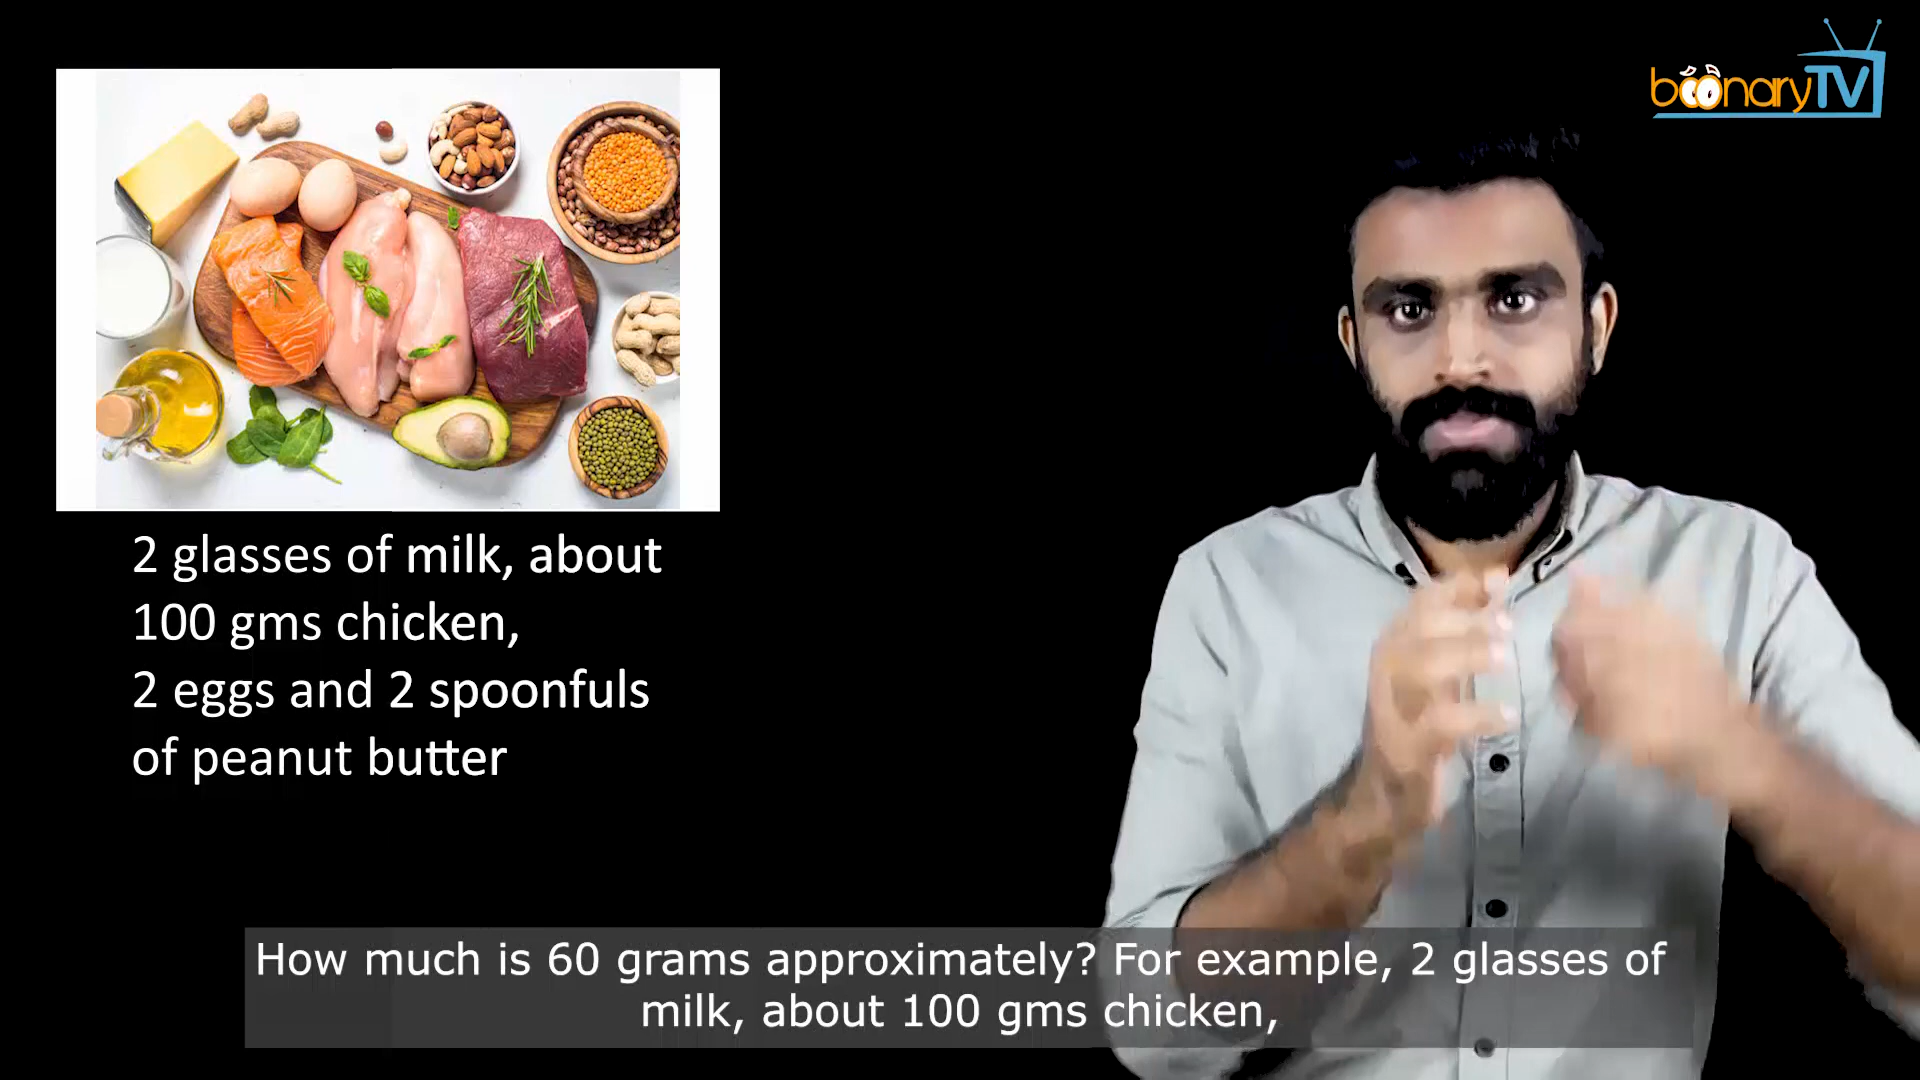 boonaryTV
2 glasses of milk, about
100 gms chicken,
2 eggs and 2 spoonfuls
of peanut butter
How much is 60 grams approximately? For example, 2 glasses of
milk, about 100 gms chicken,